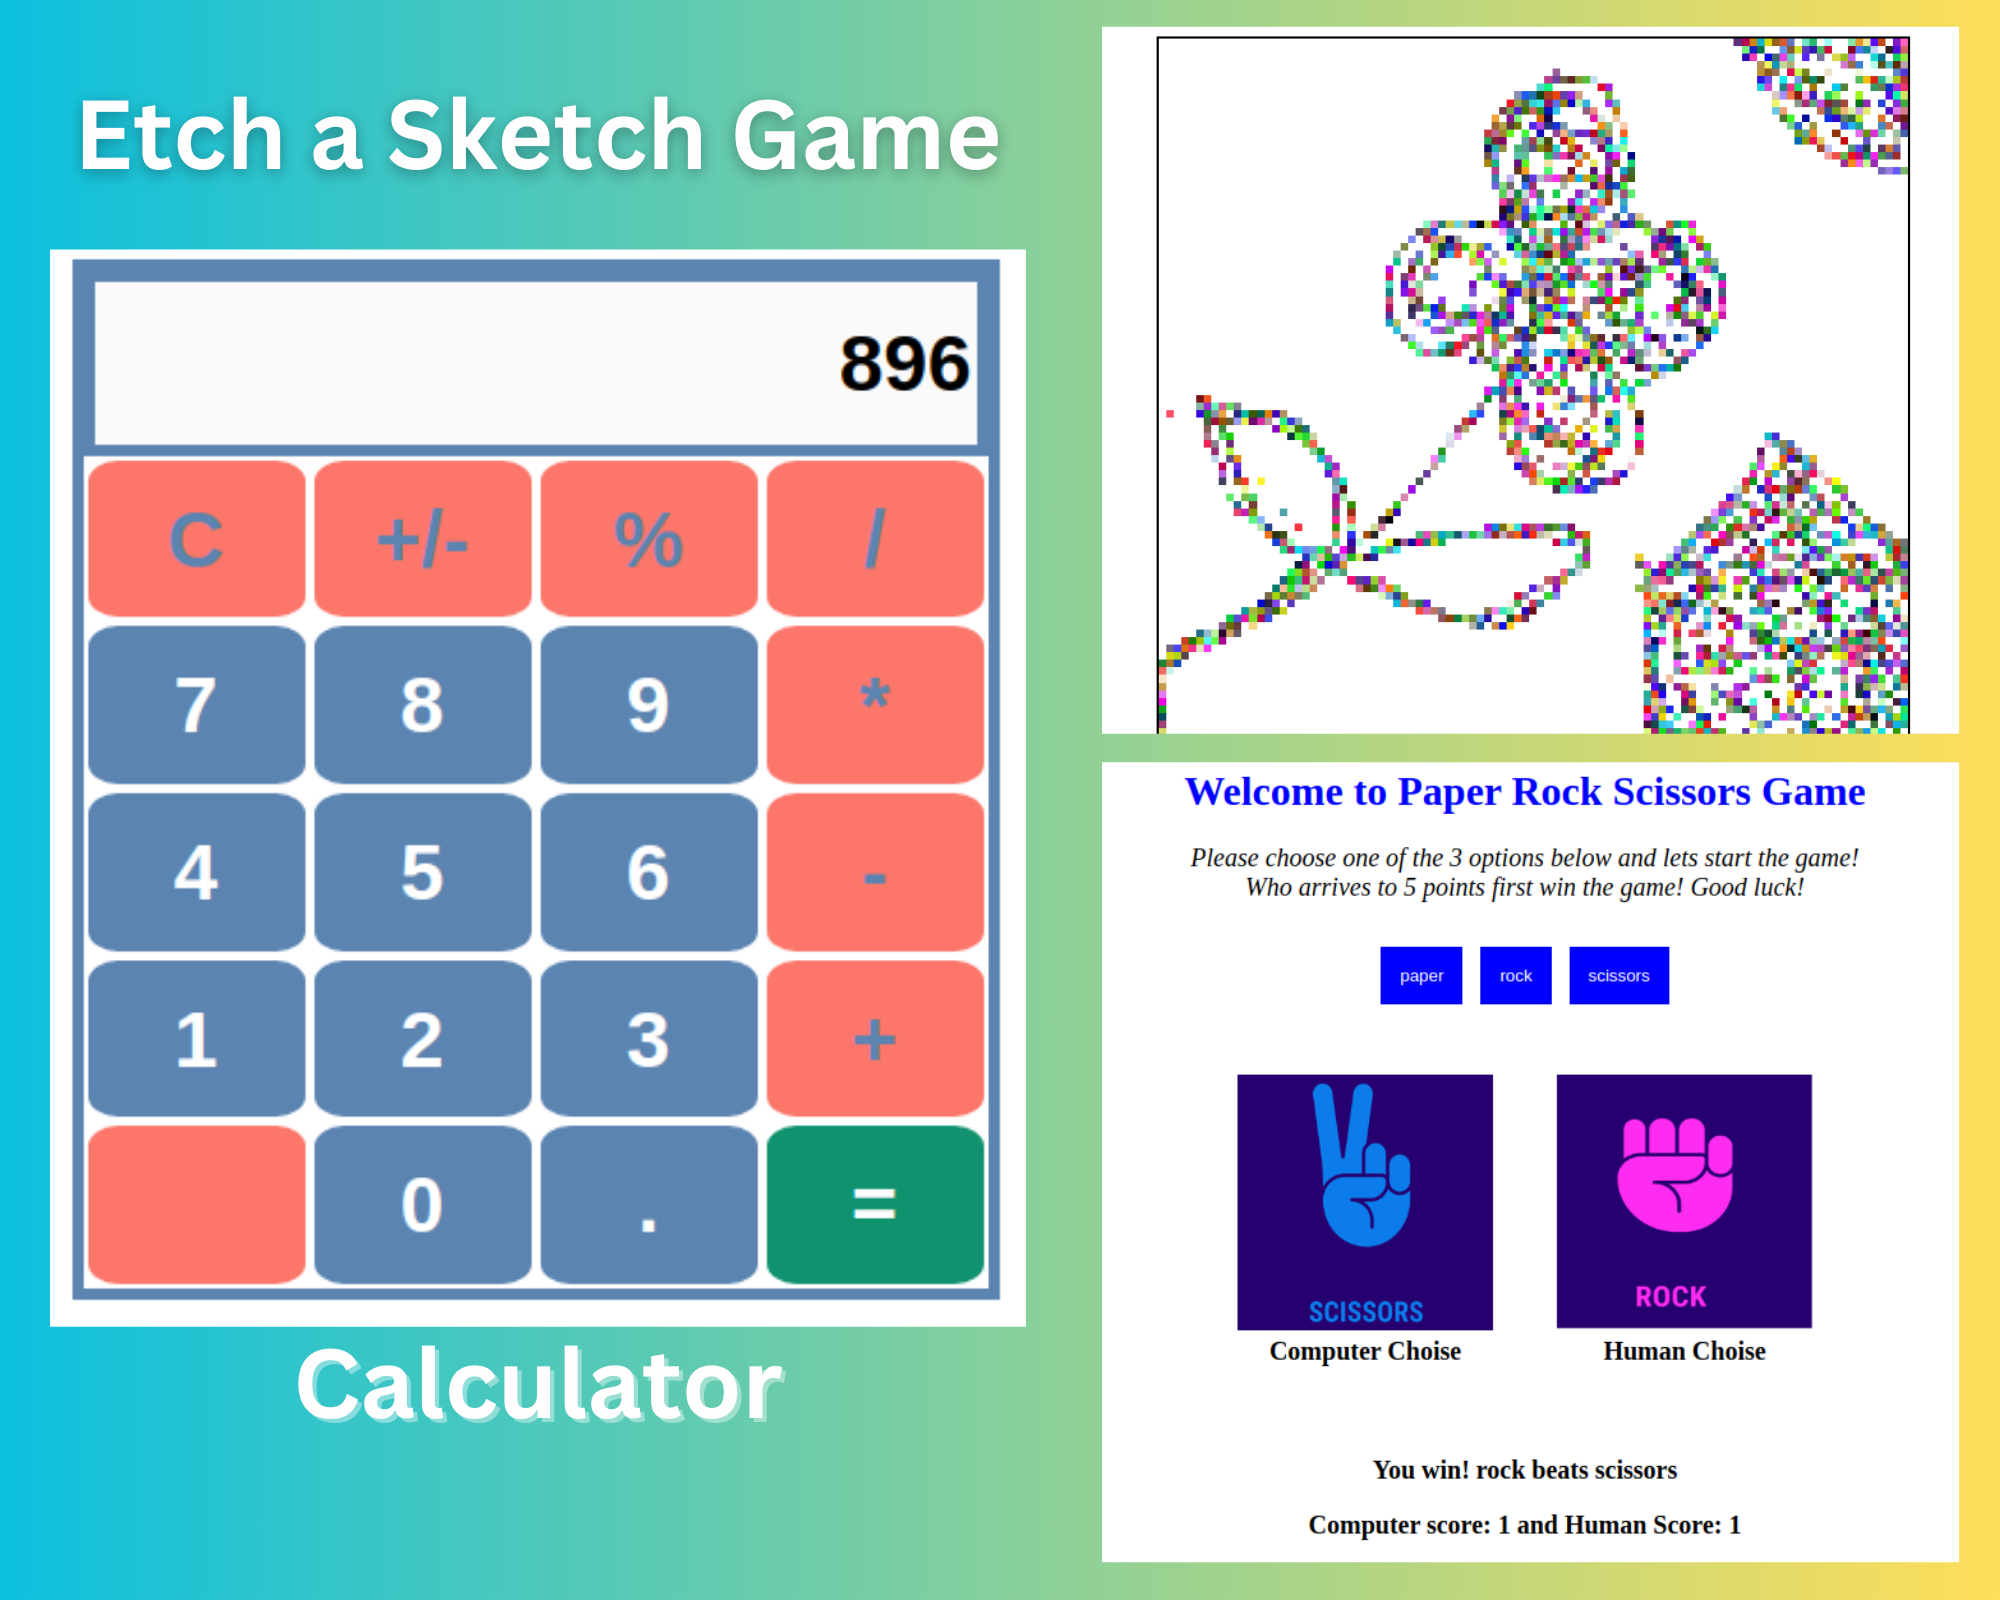 Etch a Sketch Game
896
C +/- % /
7 8 9 *
4 5 6 -
1 2 3 +
0 . =
Calculator
Welcome to Paper Rock Scissors Game
Please choose one of the 3 options below and lets start the game!
Who arrives to 5 points first win the game! Good luck!
paper rock scissors
SCISSORS ROCK
Computer Choise Human Choise
You win! rock beats scissors
Computer score: 1 and Human Score: 1